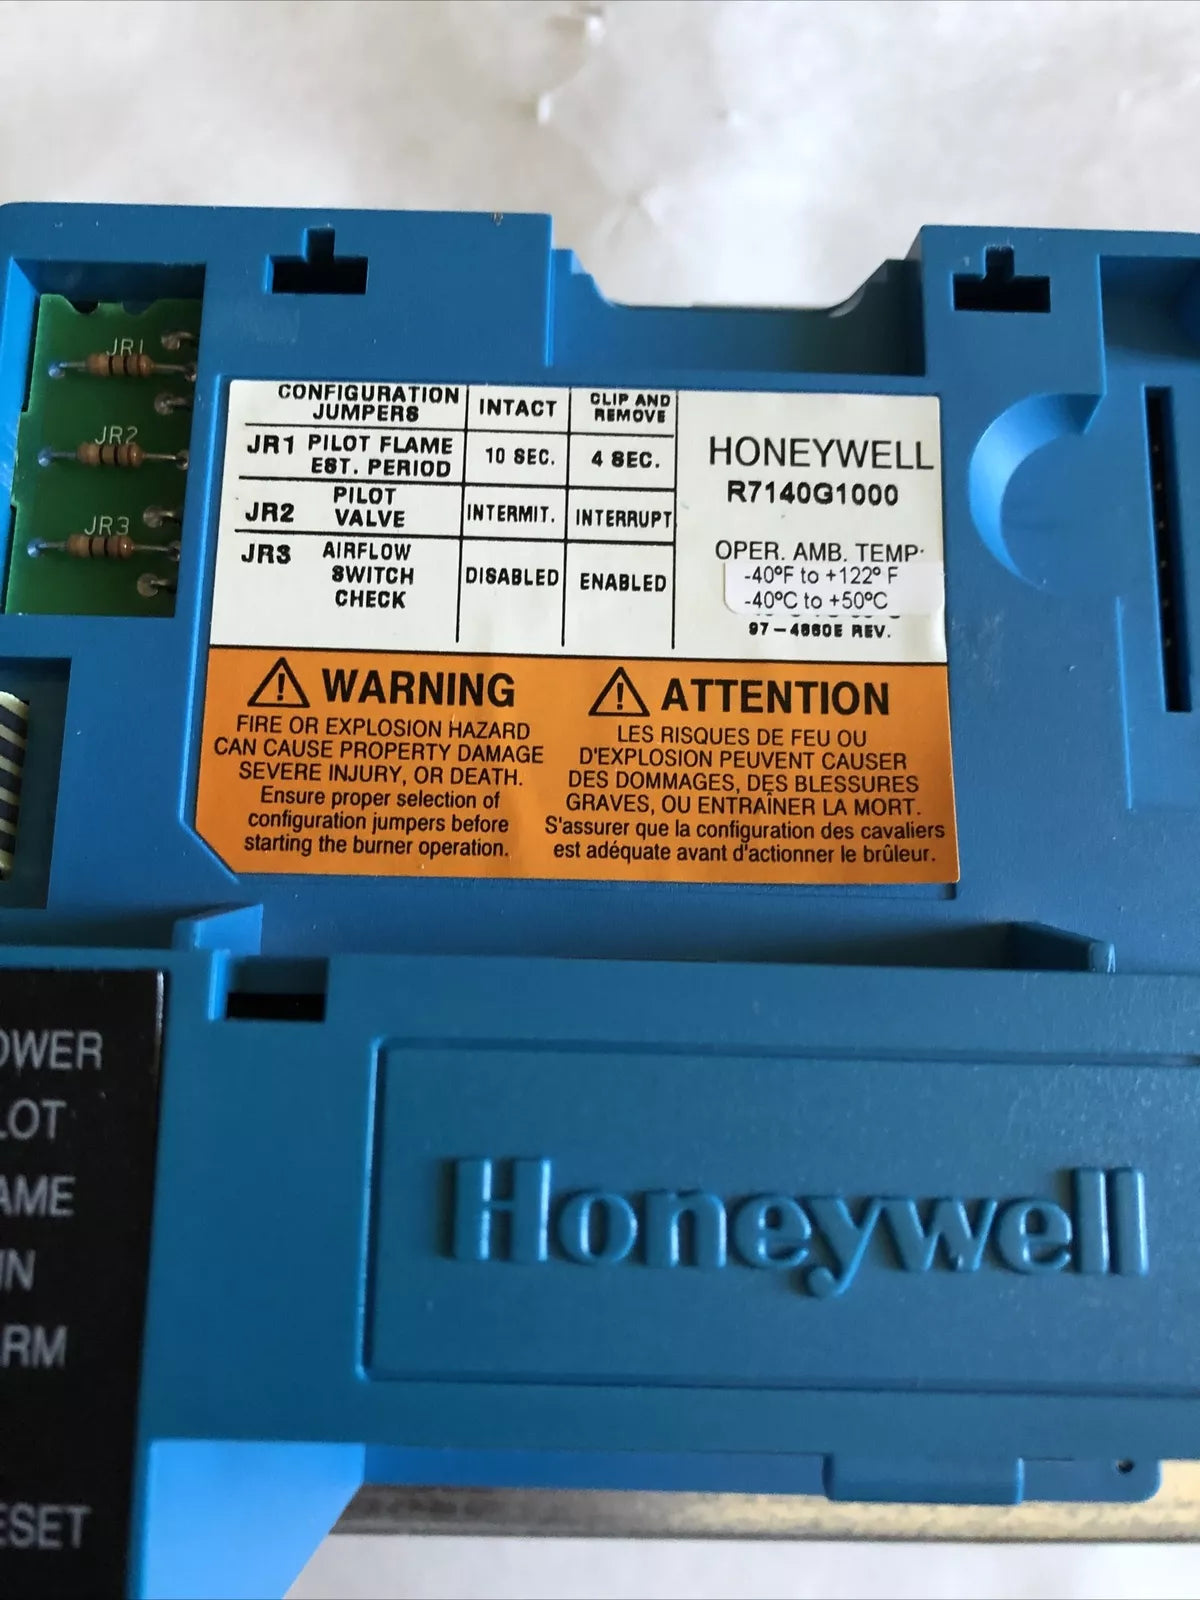 JR1
JR2
JR3
CONFIGURATION JUMPERS INTACT CLIP AND REMOVE
JR1 PILOT FLAME EST. PERIOD 10 SEC. 4 SEC.
JR2 PILOT VALVE INTERMIT. INTERRUPT
JR3 AIRFLOW SWITCH CHECK DISABLED ENABLED
HONEYWELL
R7140G1000
OPER. AMB. TEMP.
-40°F to +122° F
-40°C to +50°C
97-4660E REV.
WARNING
FIRE OR EXPLOSION HAZARD
CAN CAUSE PROPERTY DAMAGE
SEVERE INJURY, OR DEATH.
Ensure proper selection of
configuration jumpers before
starting the burner operation.
ATTENTION
LES RISQUES DE FEU OU
D'EXPLOSION PEUVENT CAUSER
DES DOMMAGES, DES BLESSURES
GRAVES, OU ENTRAÎNER LA MORT.
S'assurer que la configuration des cavaliers
est adéquate avant d'actionner le brûleur.
OWER
LOT
AME
IN
RM
ESET
Honeywell